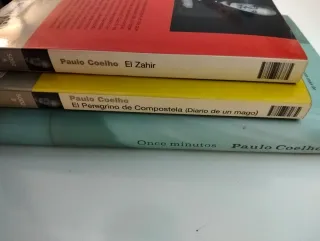 Paulo Coelho El Zahir
Paulo Coelho
El Peregrino de Compostela (Diario de un mago)
Once minutos Paulo Coelho